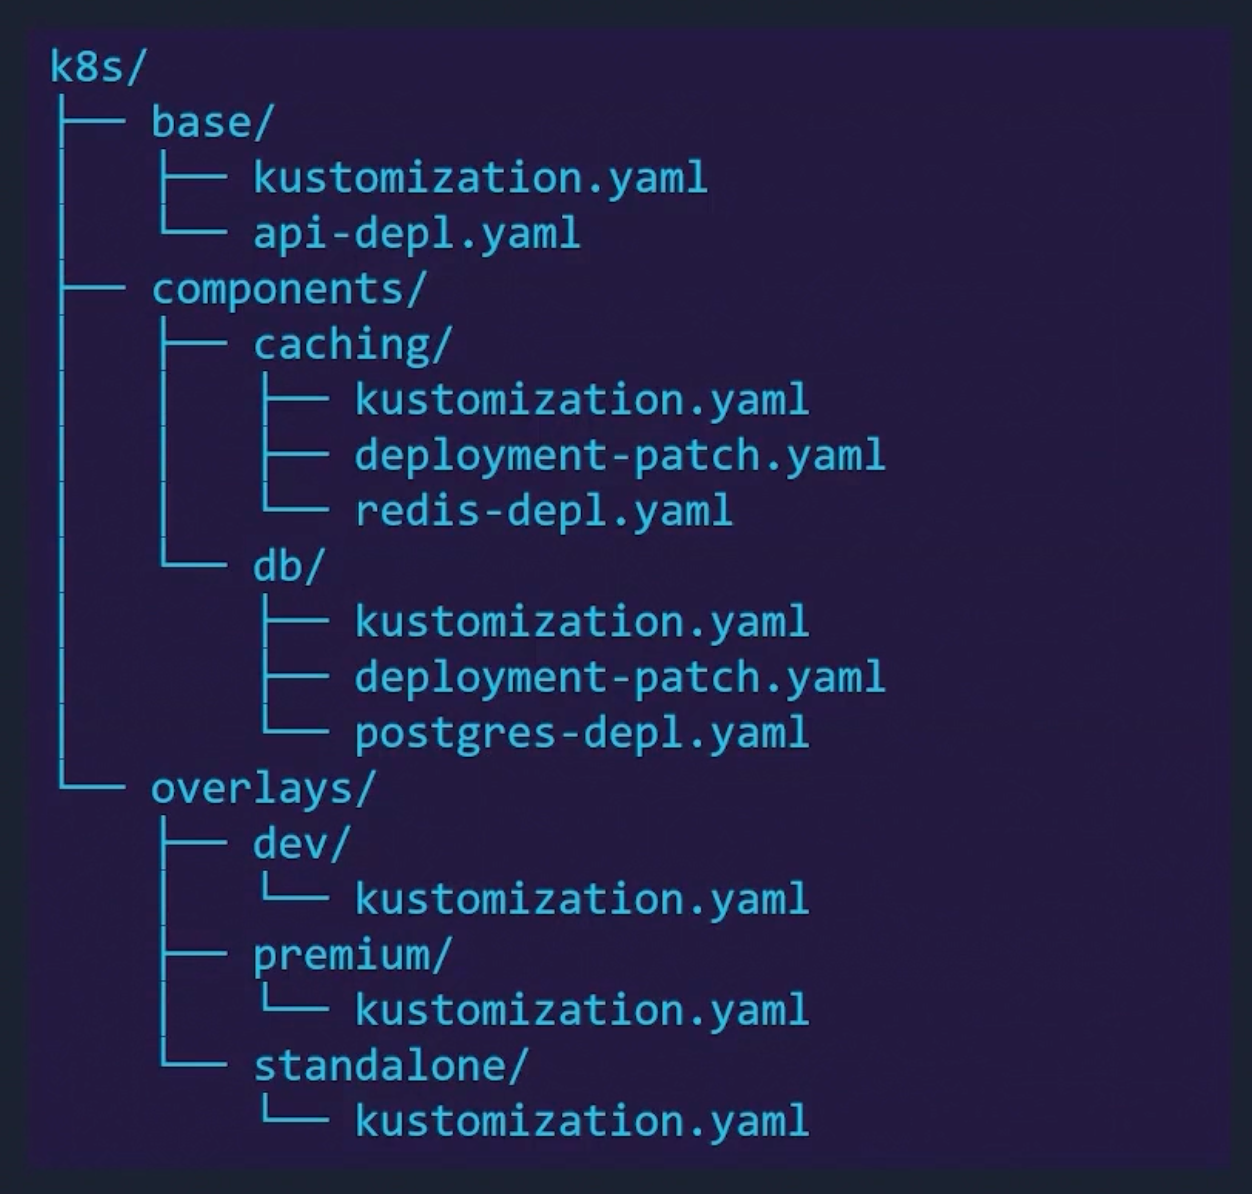 k8s/
├── base/
│   ├── kustomization.yaml
│   └── api-depl.yaml
├── components/
│   ├── caching/
│   │   ├── kustomization.yaml
│   │   ├── deployment-patch.yaml
│   │   └── redis-depl.yaml
│   └── db/
│       ├── kustomization.yaml
│       ├── deployment-patch.yaml
│       └── postgres-depl.yaml
└── overlays/
    ├── dev/
    │   └── kustomization.yaml
    ├── premium/
    │   └── kustomization.yaml
    └── standalone/
        └── kustomization.yaml